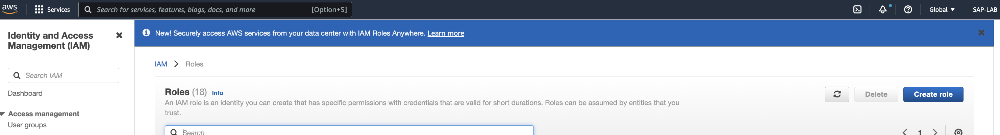 aws
Services
Search for services, features, blogs, docs, and more
[Option+S]
Global
SAP-LAB
Identity and Access
Management (IAM)
Search IAM
Dashboard
Access management
User groups
New! Securely access AWS services from your data center with IAM Roles Anywhere. Learn more
IAM > Roles
Roles (18) Info
An IAM role is an identity you can create that has specific permissions with credentials that are valid for short durations. Roles can be assumed by entities that you
trust.
Delete
Create role
Search
1